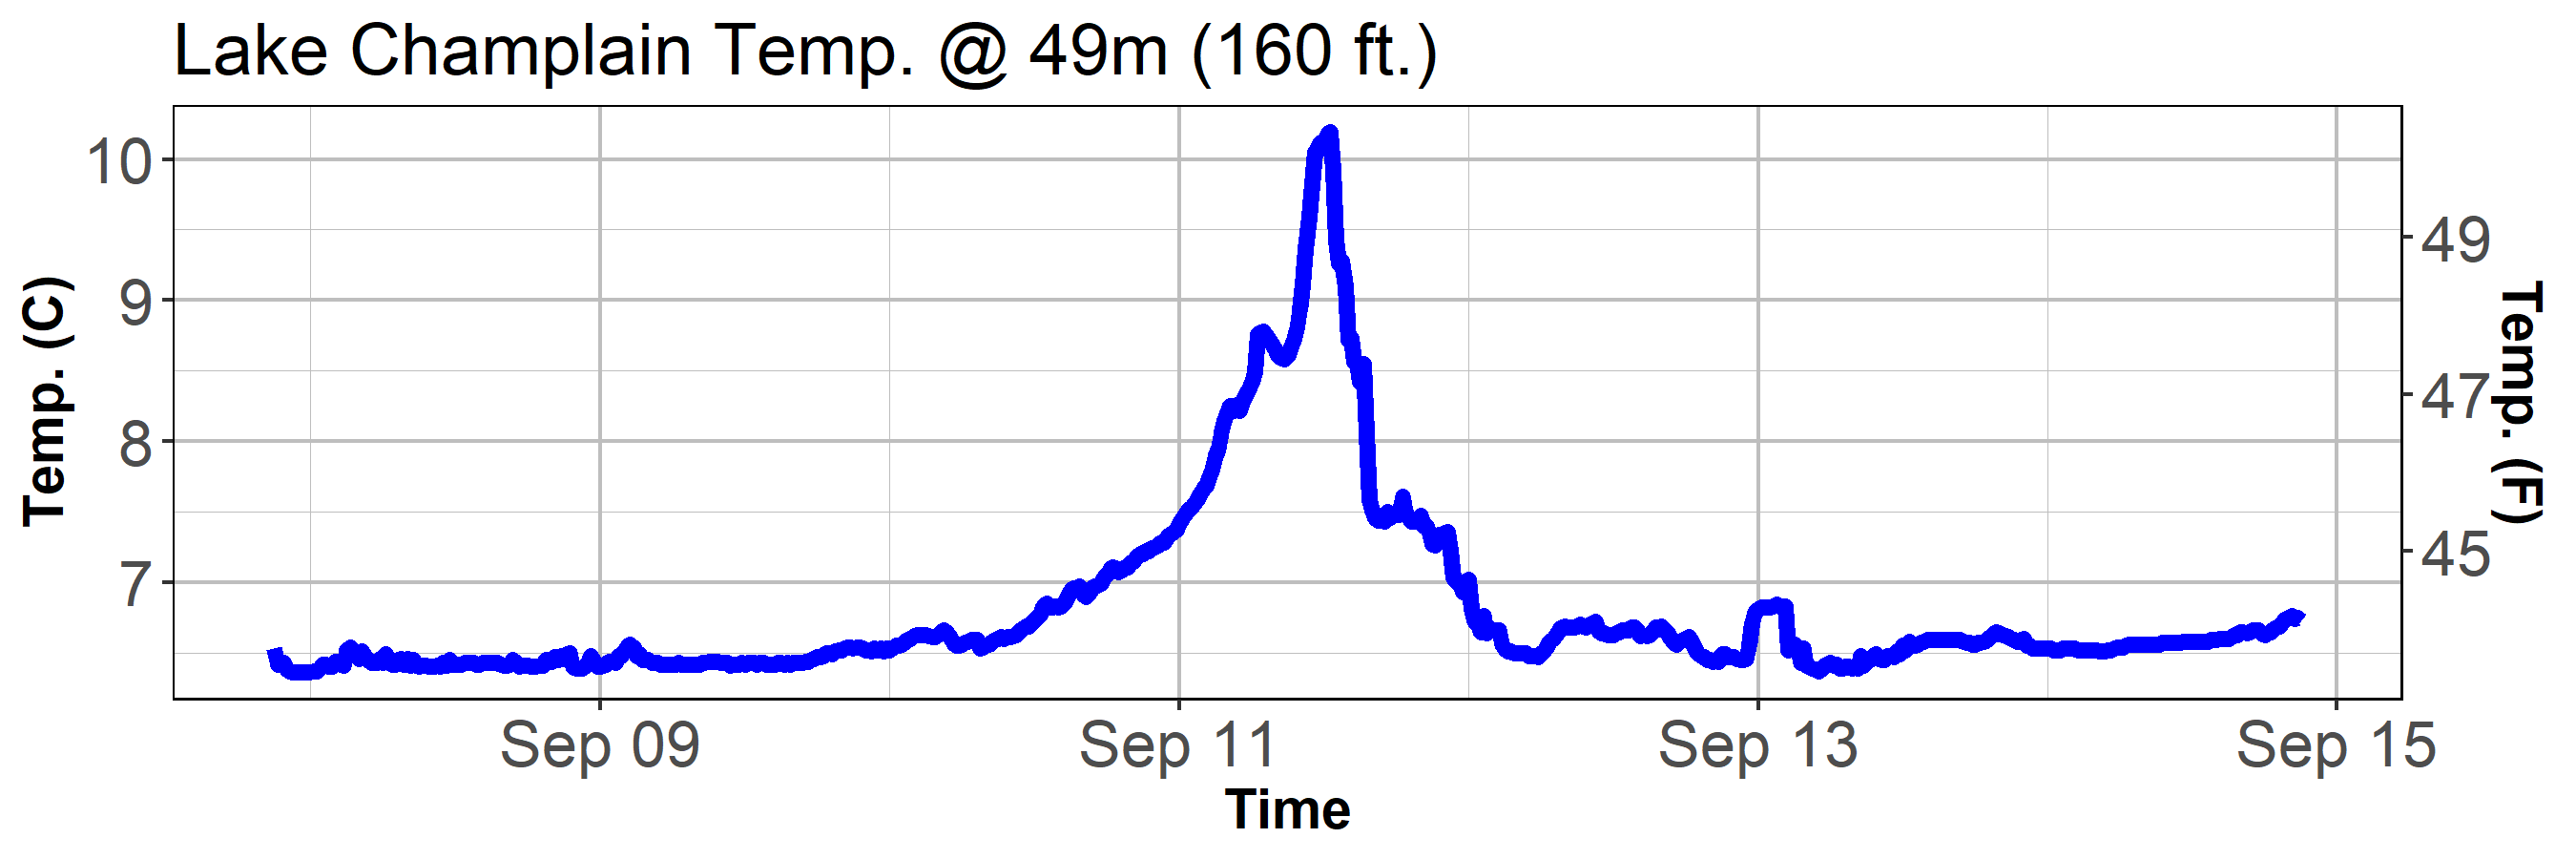 Lake Champlain Temp. @ 49m (160 ft.)
Temp. (C)
10
9
8
7
49
47
45
Temp. (F)
Sep 09 Sep 11 Sep 13 Sep 15
Time